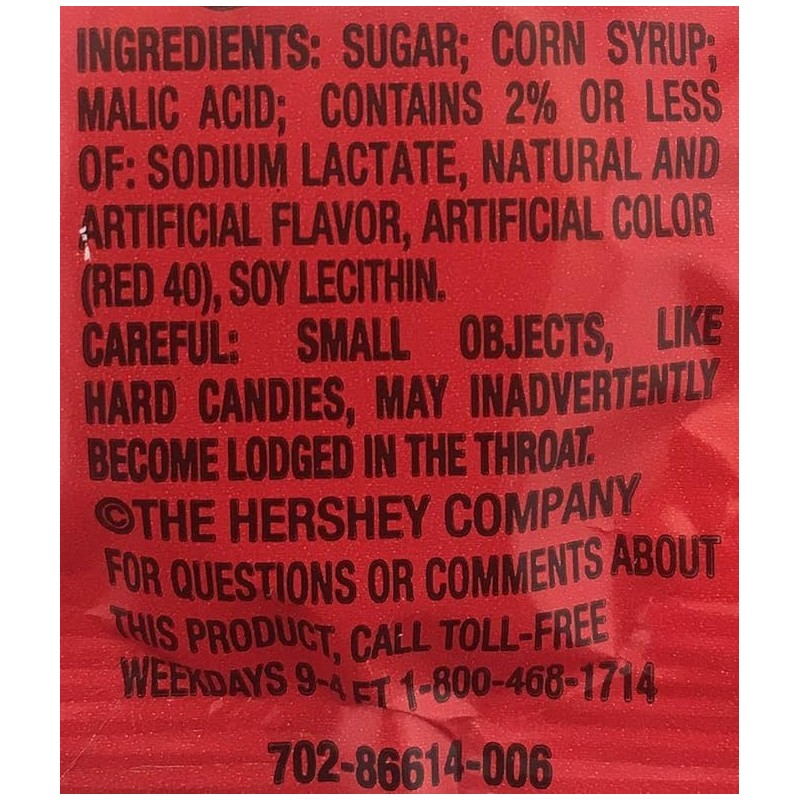 INGREDIENTS: SUGAR; CORN SYRUP;
MALIC ACID; CONTAINS 2% OR LESS
OF: SODIUM LACTATE, NATURAL AND
ARTIFICIAL FLAVOR, ARTIFICIAL COLOR
(RED 40), SOY LECITHIN.
CAREFUL: SMALL OBJECTS, LIKE
HARD CANDIES, MAY INADVERTENTLY
BECOME LODGED IN THE THROAT.
©THE HERSHEY COMPANY
FOR QUESTIONS OR COMMENTS ABOUT
THIS PRODUCT, CALL TOLL-FREE
WEEKDAYS 9-4 ET 1-800-468-1714
702-86614-006